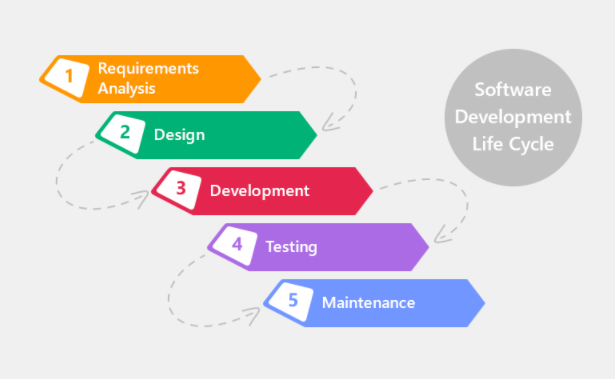 1
Requirements
Analysis
2
Design
3
Development
4
Testing
5
Maintenance
Software
Development
Life Cycle